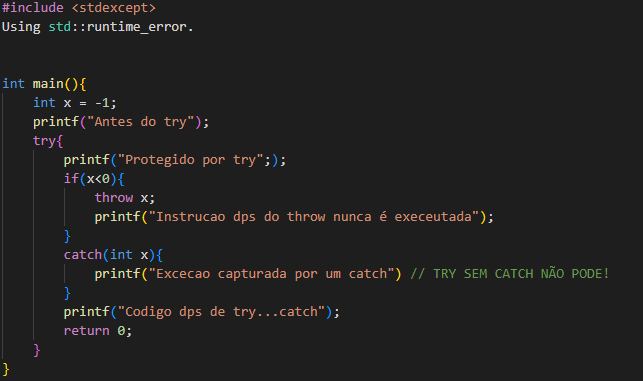 #include <stdexcept>
Using std::runtime_error.
int main(){
    int x = -1;
    printf("Antes do try");
    try{
        printf("Protegido por try";);
        if(x<0){
            throw x;
            printf("Instrucao dps do throw nunca é execeutada");
        }
        catch(int x){
            printf("Excecao capturada por um catch") // TRY SEM CATCH NÃO PODE!
        }
        printf("Codigo dps de try...catch");
        return 0;
    }
}